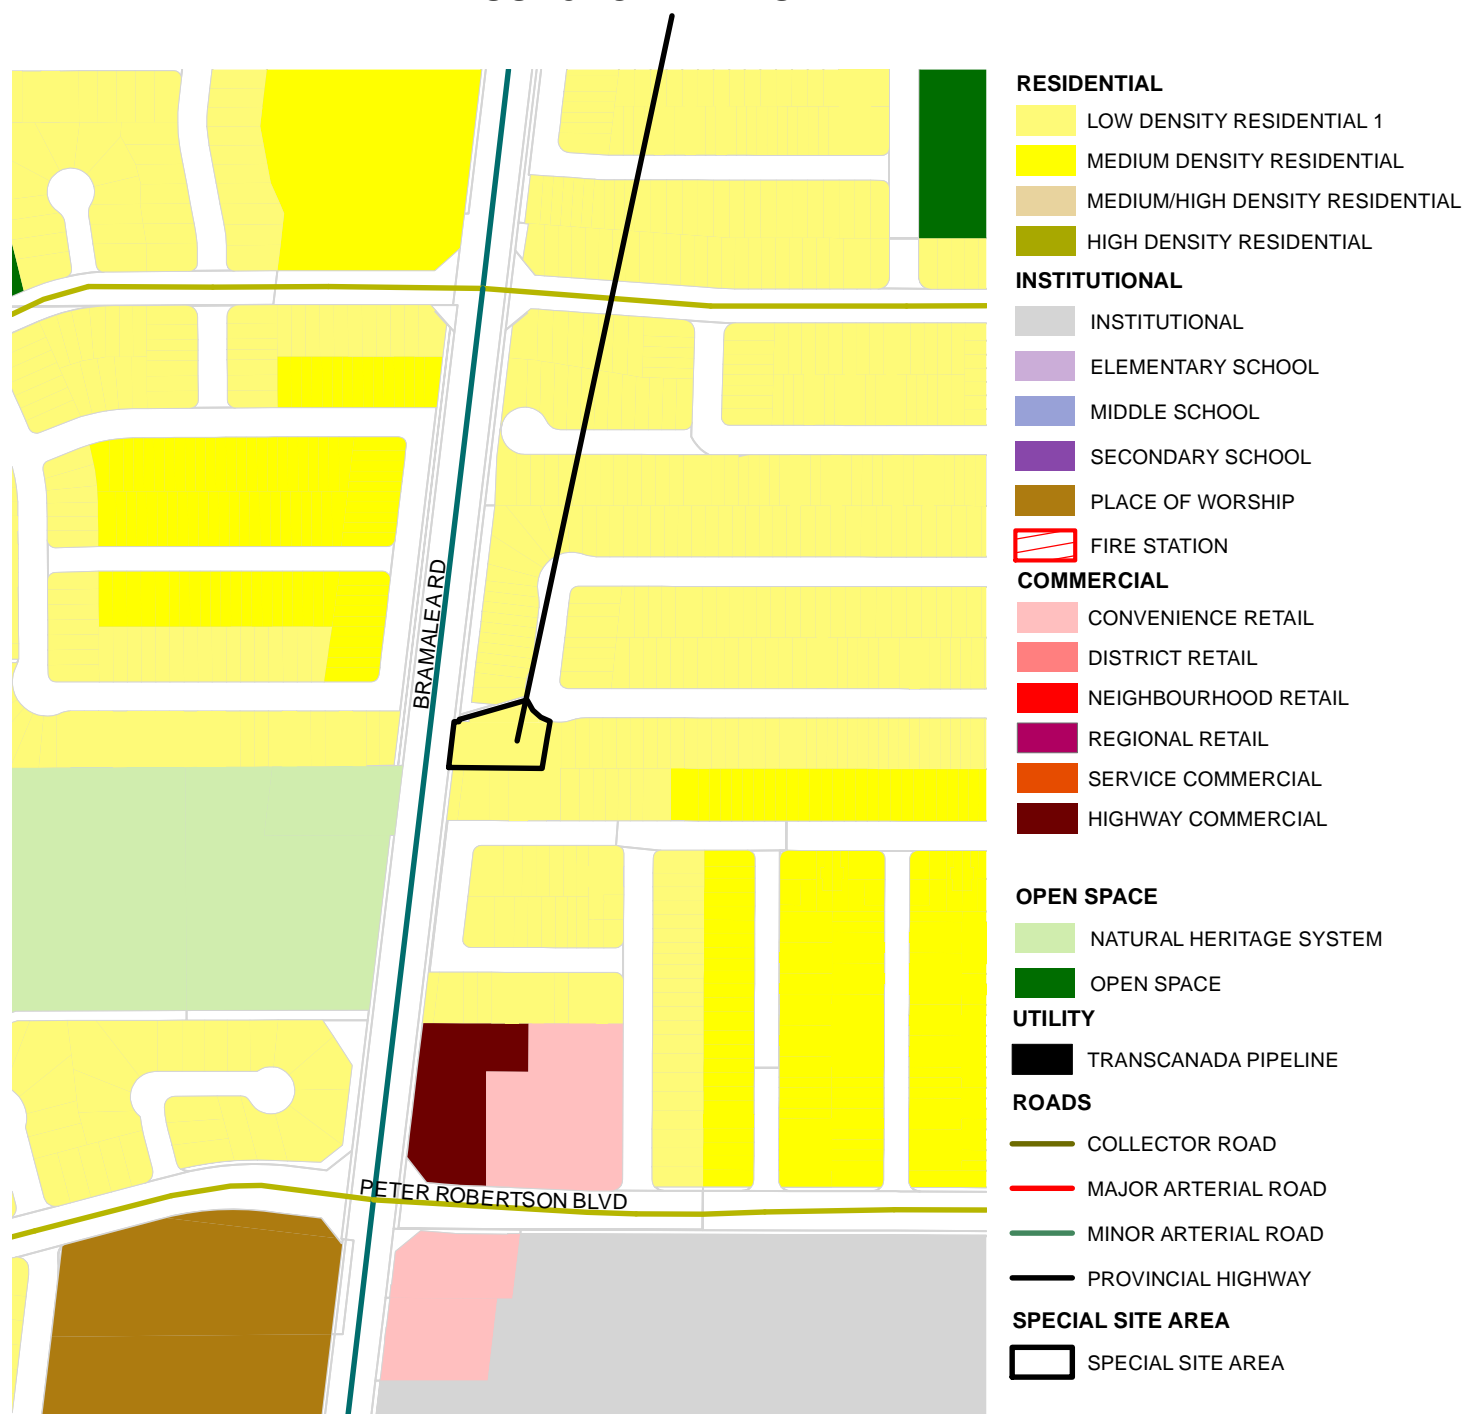 RESIDENTIAL
LOW DENSITY RESIDENTIAL 1
MEDIUM DENSITY RESIDENTIAL
MEDIUM/HIGH DENSITY RESIDENTIAL
HIGH DENSITY RESIDENTIAL
INSTITUTIONAL
INSTITUTIONAL
ELEMENTARY SCHOOL
MIDDLE SCHOOL
SECONDARY SCHOOL
PLACE OF WORSHIP
FIRE STATION
COMMERCIAL
CONVENIENCE RETAIL
DISTRICT RETAIL
NEIGHBOURHOOD RETAIL
REGIONAL RETAIL
SERVICE COMMERCIAL
HIGHWAY COMMERCIAL
OPEN SPACE
NATURAL HERITAGE SYSTEM
OPEN SPACE
UTILITY
TRANSCANADA PIPELINE
ROADS
COLLECTOR ROAD
MAJOR ARTERIAL ROAD
MINOR ARTERIAL ROAD
PROVINCIAL HIGHWAY
SPECIAL SITE AREA
SPECIAL SITE AREA
BRAMALEA RD
PETER ROBERTSON BLVD